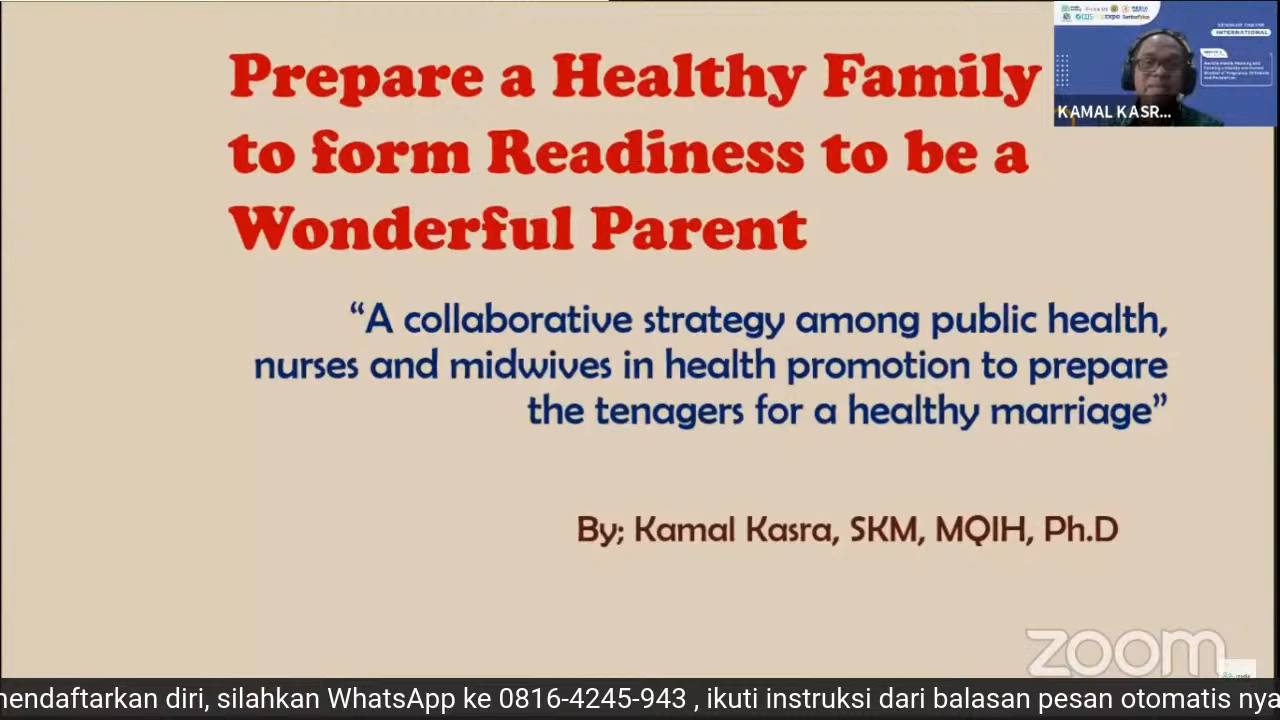 Prepare a Healthy Family
to form Readiness to be a
Wonderful Parent
INTERNATIONAL
KAMAL KASR...
“A collaborative strategy among public health,
nurses and midwives in health promotion to prepare
the tenagers for a healthy marriage”
By; Kamal Kasra, SKM, MQIH, Ph.D
zoom
mendaftarkan diri, silahkan WhatsApp ke 0816-4245-943 , ikuti instruksi dari balasan pesan otomatis nya